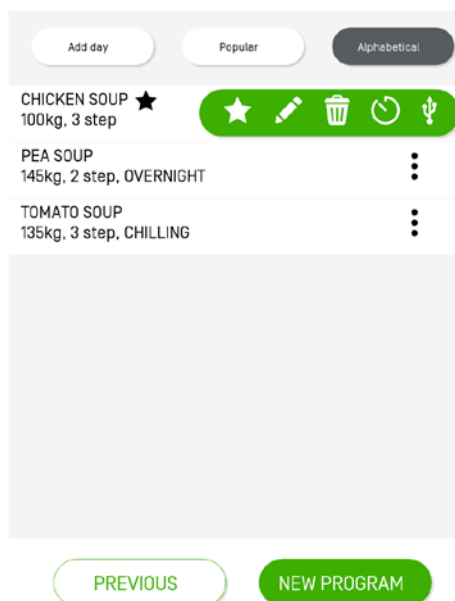 Add day
Popular
Alphabetical
CHICKEN SOUP
100kg, 3 step
PEA SOUP
145kg, 2 step, OVERNIGHT
TOMATO SOUP
135kg, 3 step, CHILLING
PREVIOUS
NEW PROGRAM